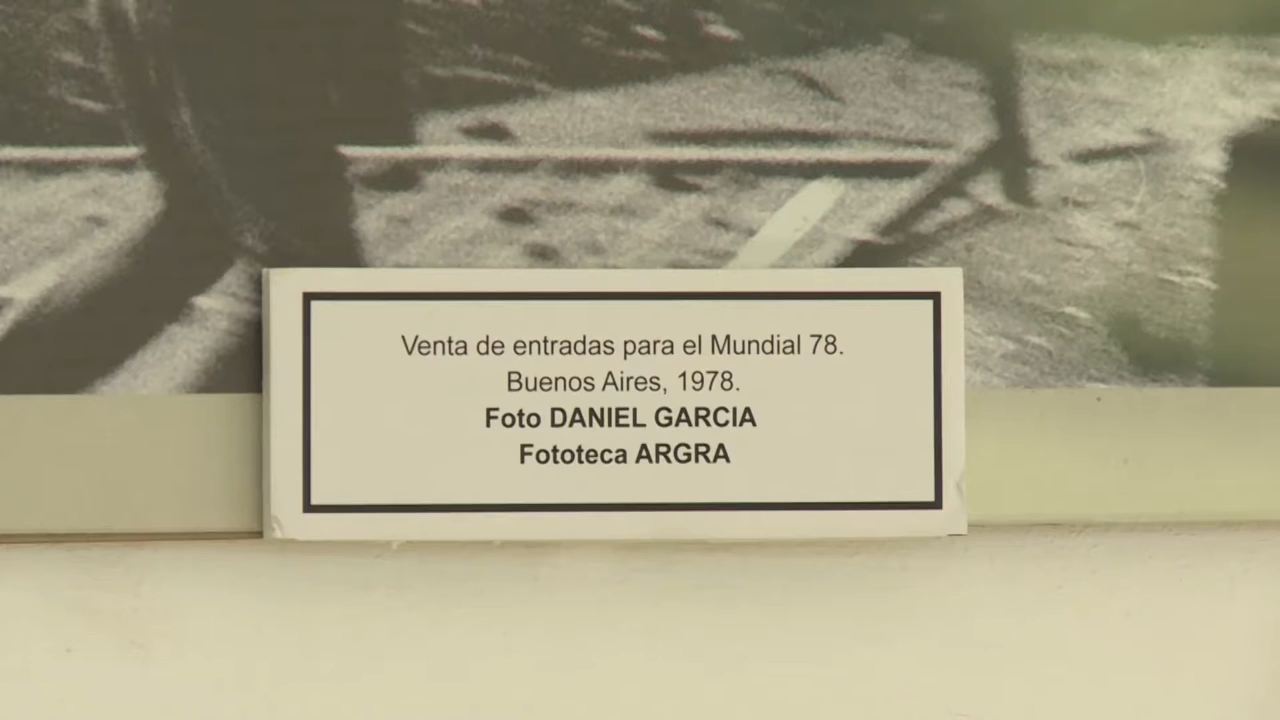 Venta de entradas para el Mundial 78.
Buenos Aires, 1978.
Foto DANIEL GARCIA
Fototeca ARGRA